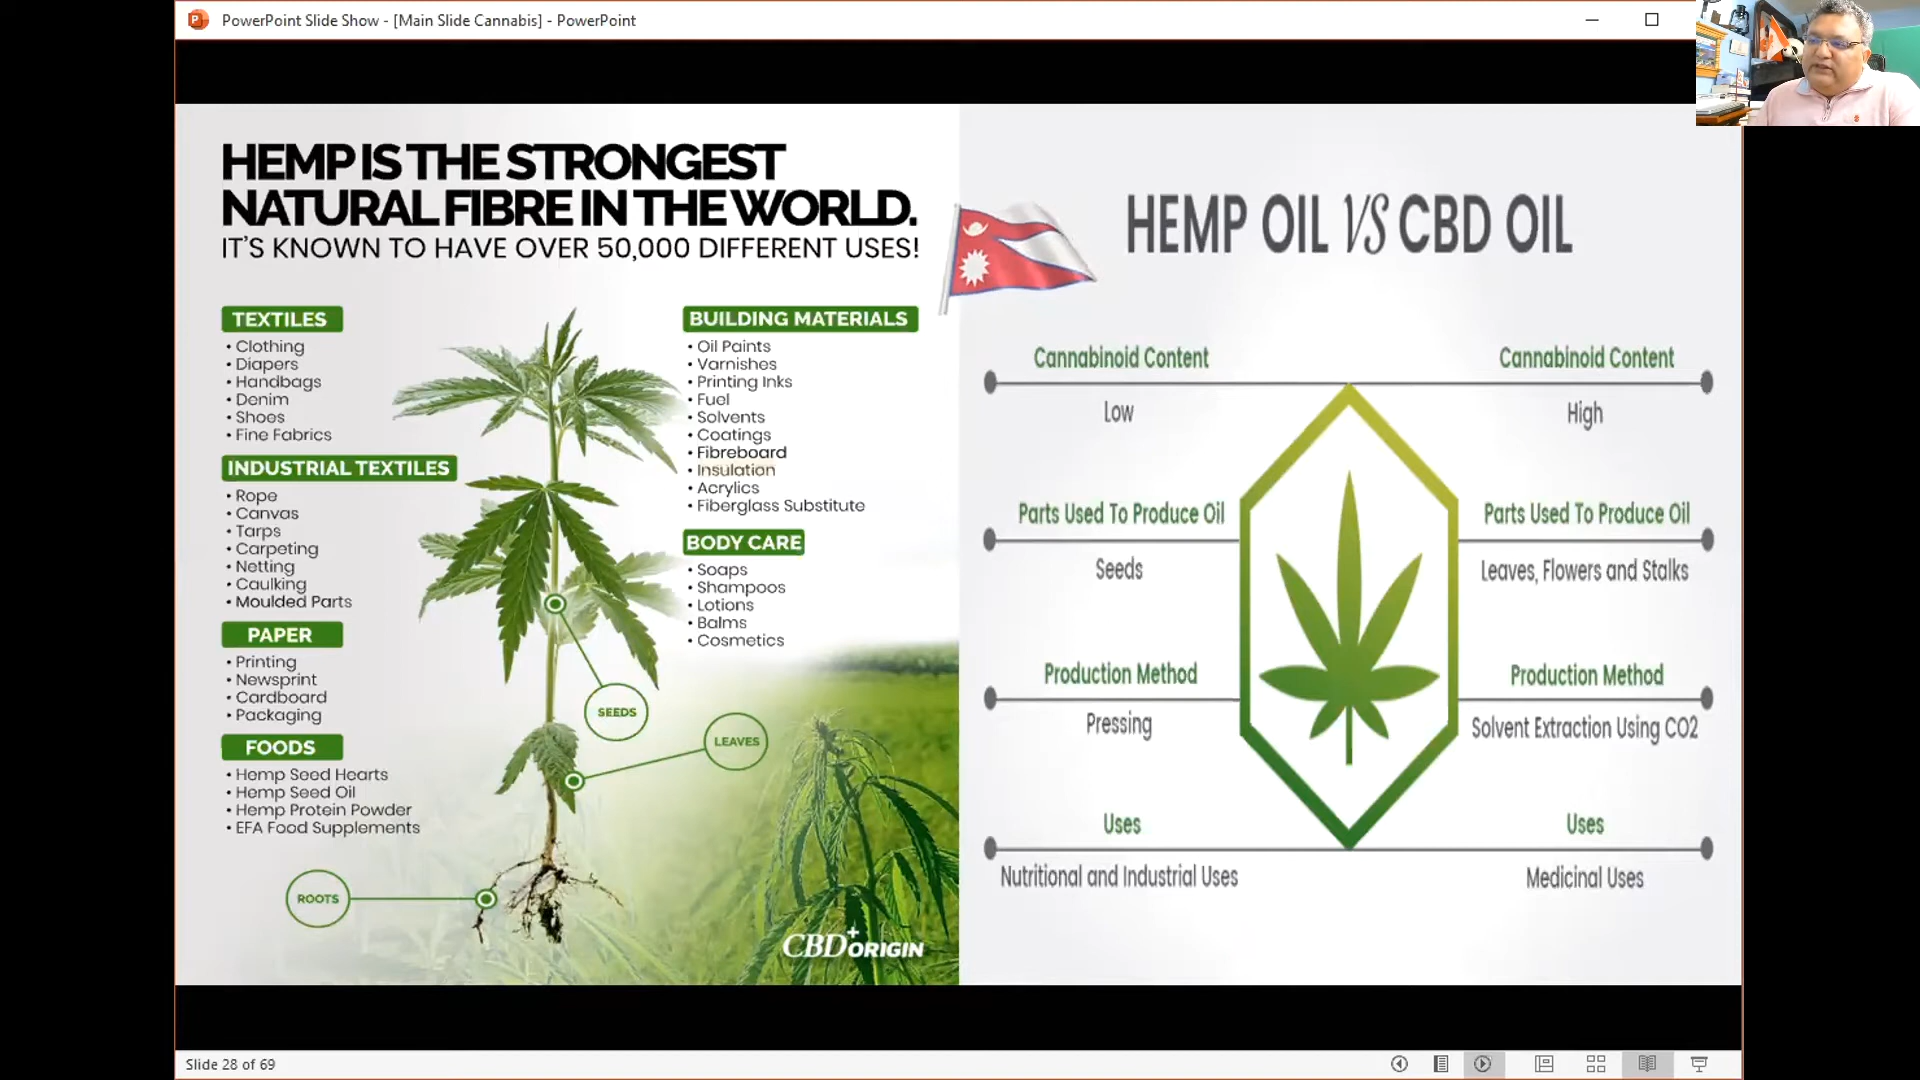 PowerPoint Slide Show - [Main Slide Cannabis] - PowerPoint
HEMP IS THE STRONGEST
NATURAL FIBRE IN THE WORLD.
IT'S KNOWN TO HAVE OVER 50,000 DIFFERENT USES!
TEXTILES
• Clothing
• Diapers
• Handbags
• Denim
• Shoes
• Fine Fabrics
INDUSTRIAL TEXTILES
• Rope
• Canvas
• Tarps
• Carpeting
• Netting
• Caulking
• Moulded Parts
PAPER
• Printing
• Newsprint
• Cardboard
• Packaging
FOODS
• Hemp Seed Hearts
• Hemp Seed Oil
• Hemp Protein Powder
• EFA Food Supplements
BUILDING MATERIALS
• Oil Paints
• Varnishes
• Printing Inks
• Fuel
• Solvents
• Coatings
• Fibreboard
• Insulation
• Acrylics
• Fiberglass Substitute
BODY CARE
• Soaps
• Shampoos
• Lotions
• Balms
• Cosmetics
SEEDS
LEAVES
ROOTS
CBD+ORIGIN
HEMP OIL VS CBD OIL
Cannabinoid Content
Low
Cannabinoid Content
High
Parts Used To Produce Oil
Seeds
Parts Used To Produce Oil
Leaves, Flowers and Stalks
Production Method
Pressing
Production Method
Solvent Extraction Using CO2
Uses
Nutritional and Industrial Uses
Uses
Medicinal Uses
Slide 28 of 69